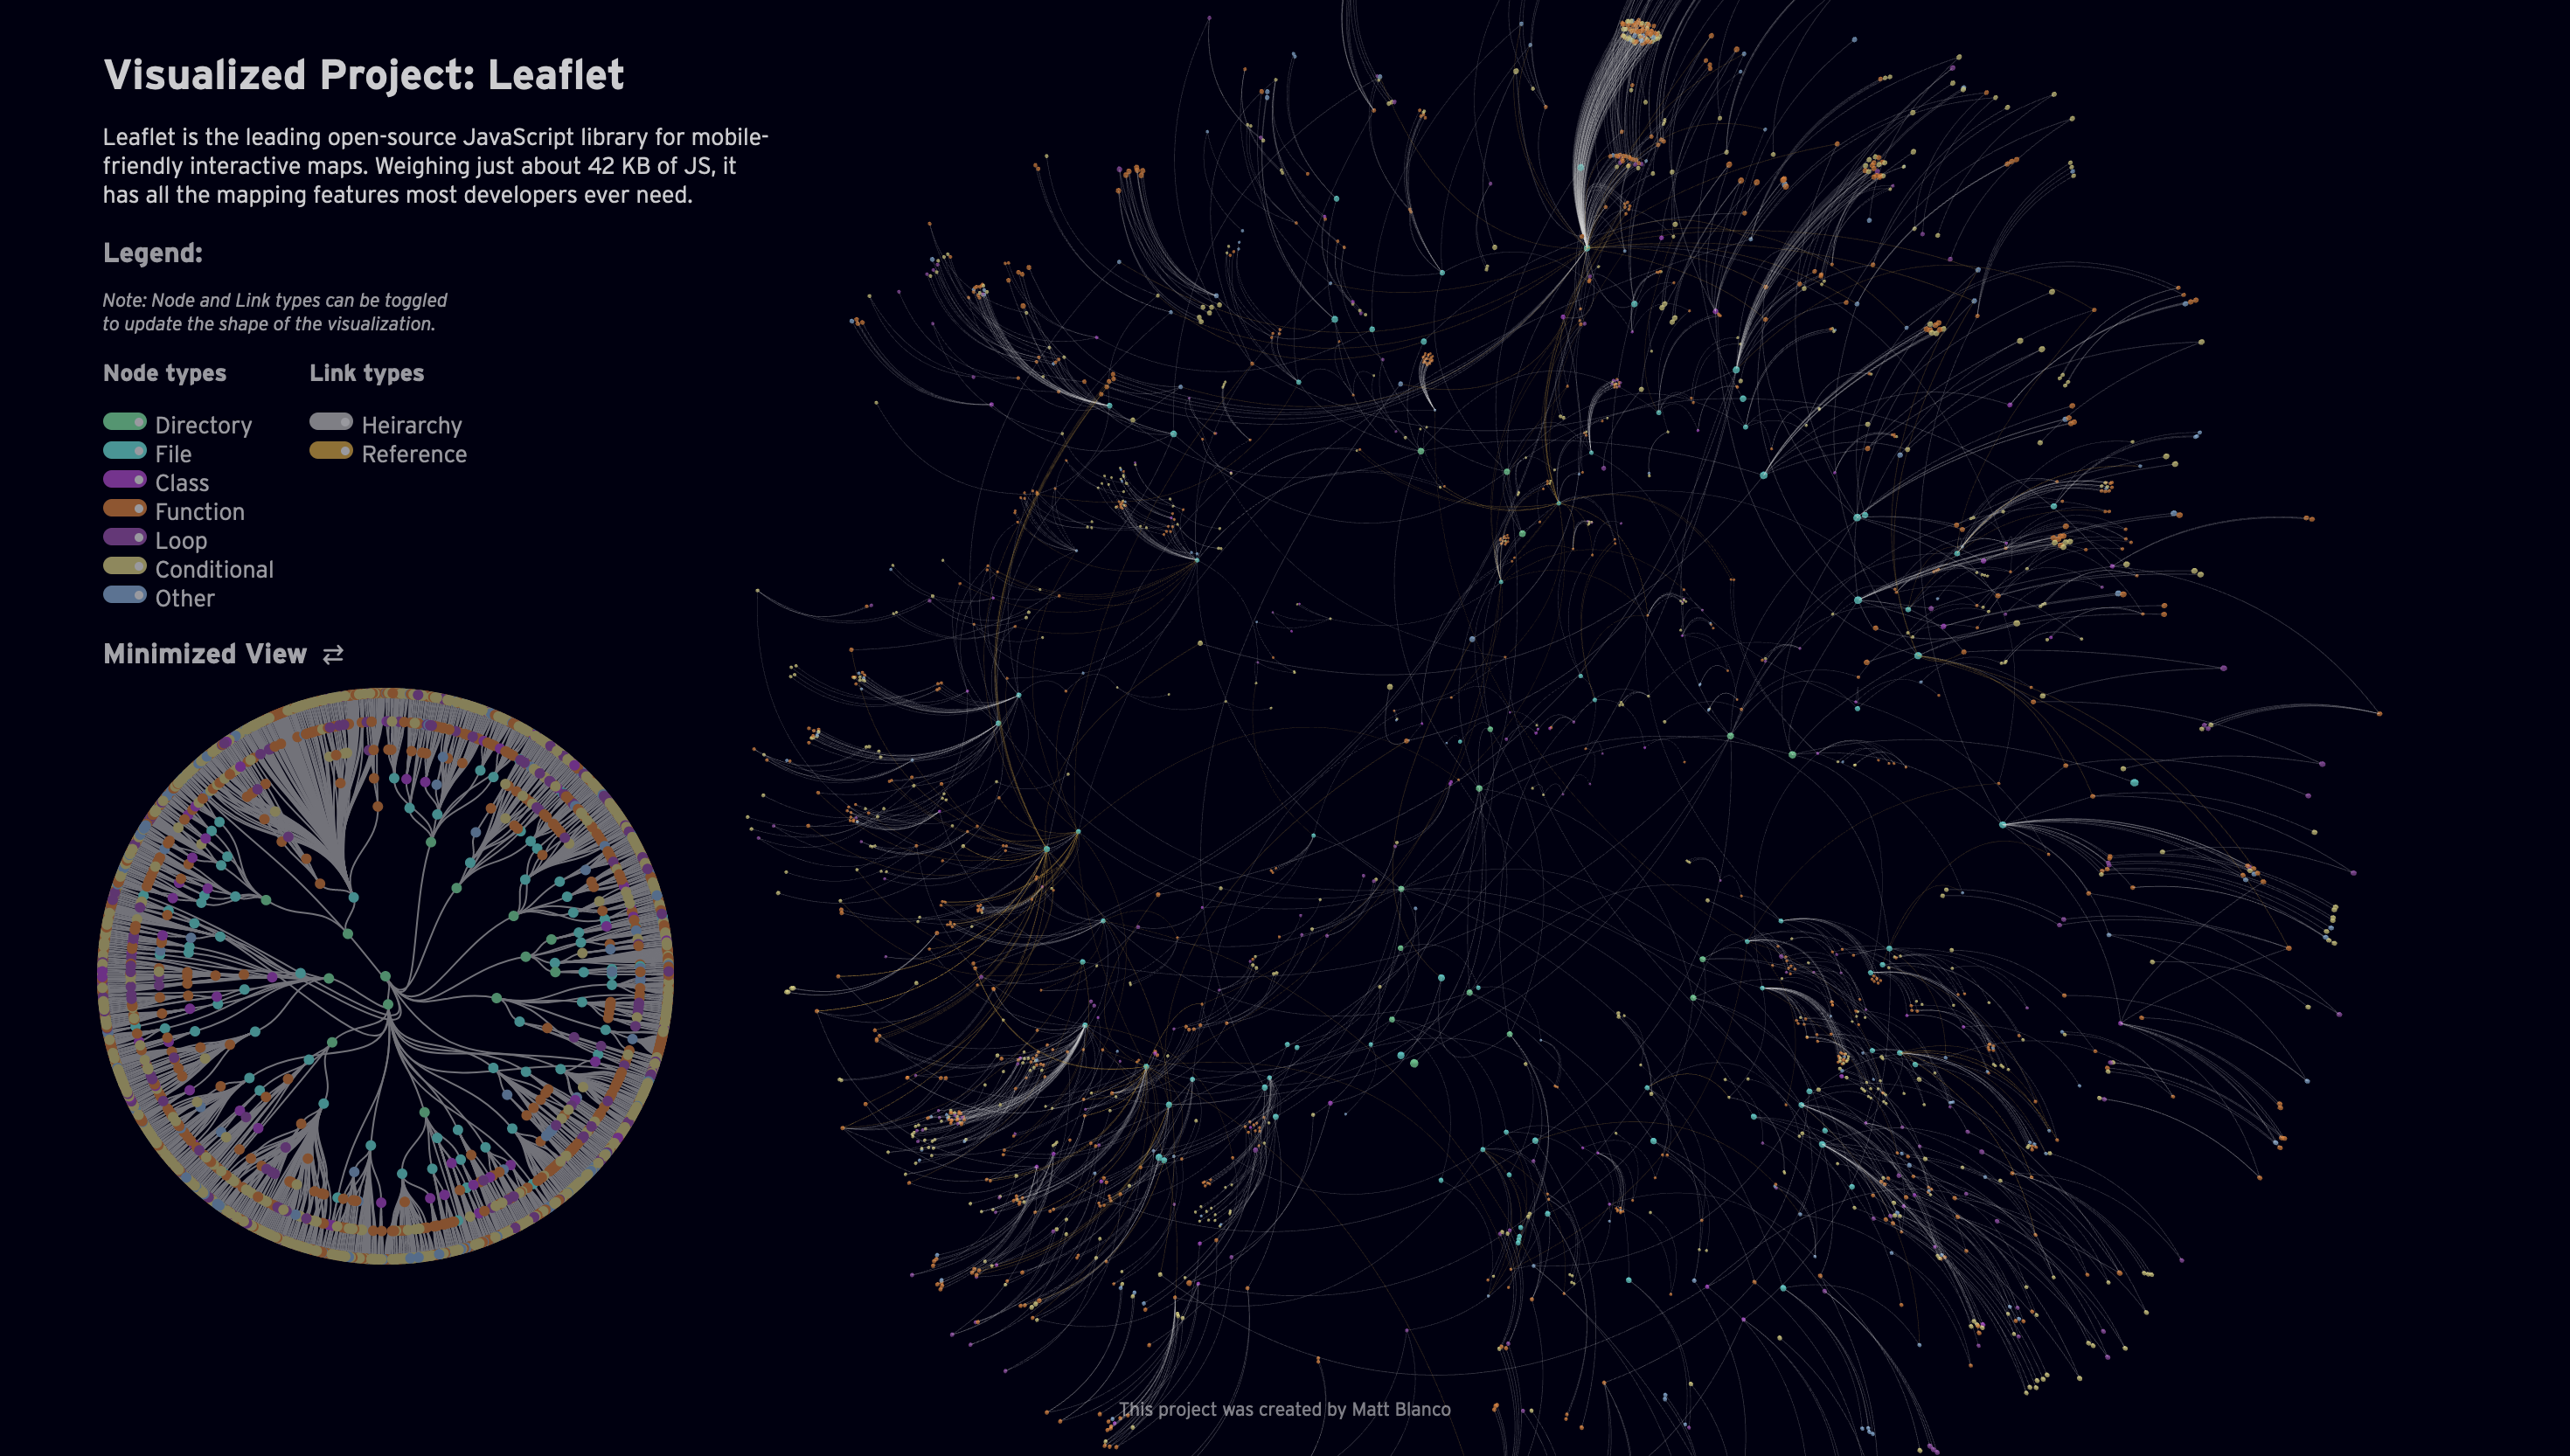 Visualized Project: Leaflet
Leaflet is the leading open-source JavaScript library for mobile-
friendly interactive maps. Weighing just about 42 KB of JS, it
has all the mapping features most developers ever need.
Legend:
Note: Node and Link types can be toggled
to update the shape of the visualization.
Node types
Directory
File
Class
Function
Loop
Conditional
Other
Link types
Heirarchy
Reference
Minimized View
This project was created by Matt Blanco